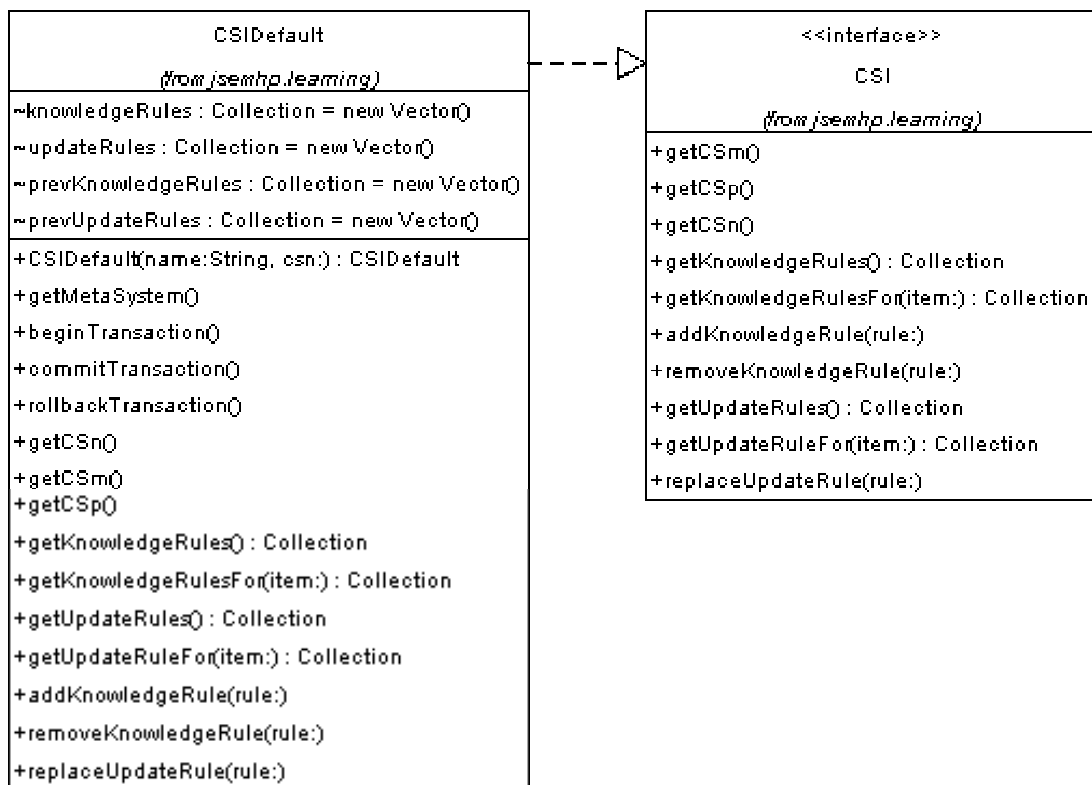 CSIDefault
(from jsemhp.learning)
~knowledgeRules : Collection = new Vector()
~updateRules : Collection = new Vector()
~prevKnowledgeRules : Collection = new Vector()
~prevUpdateRules : Collection = new Vector()
+CSIDefault(name:String, csn:) : CSIDefault
+getMetaSystem()
+beginTransaction()
+commitTransaction()
+rollbackTransaction()
+getCSn()
+getCSm()
+getCSp()
+getKnowledgeRules() : Collection
+getKnowledgeRulesFor(item:) : Collection
+getUpdateRules() : Collection
+getUpdateRuleFor(item:) : Collection
+addKnowledgeRule(rule:)
+removeKnowledgeRule(rule:)
+replaceUpdateRule(rule:)
<<interface>>
CSI
(from jsemhp.learning)
+getCSm()
+getCSp()
+getCSn()
+getKnowledgeRules() : Collection
+getKnowledgeRulesFor(item:) : Collection
+addKnowledgeRule(rule:)
+removeKnowledgeRule(rule:)
+getUpdateRules() : Collection
+getUpdateRuleFor(item:) : Collection
+replaceUpdateRule(rule:)